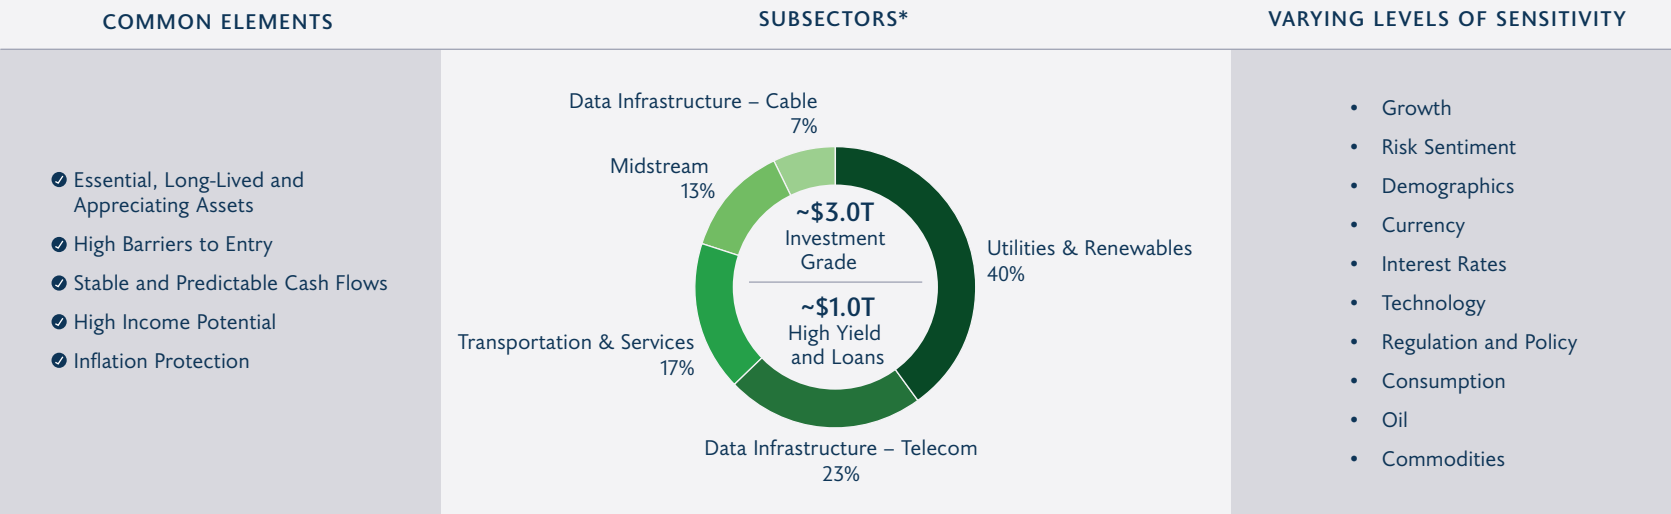 COMMON ELEMENTS
Essential, Long-Lived and
Appreciating Assets
High Barriers to Entry
Stable and Predictable Cash Flows
High Income Potential
Inflation Protection
SUBSECTORS*
Data Infrastructure – Cable
7%
Midstream
13%
Transportation & Services
17%
Data Infrastructure – Telecom
23%
Utilities & Renewables
40%
~$3.0T
Investment
Grade
~$1.0T
High Yield
and Loans
VARYING LEVELS OF SENSITIVITY
• Growth
• Risk Sentiment
• Demographics
• Currency
• Interest Rates
• Technology
• Regulation and Policy
• Consumption
• Oil
• Commodities